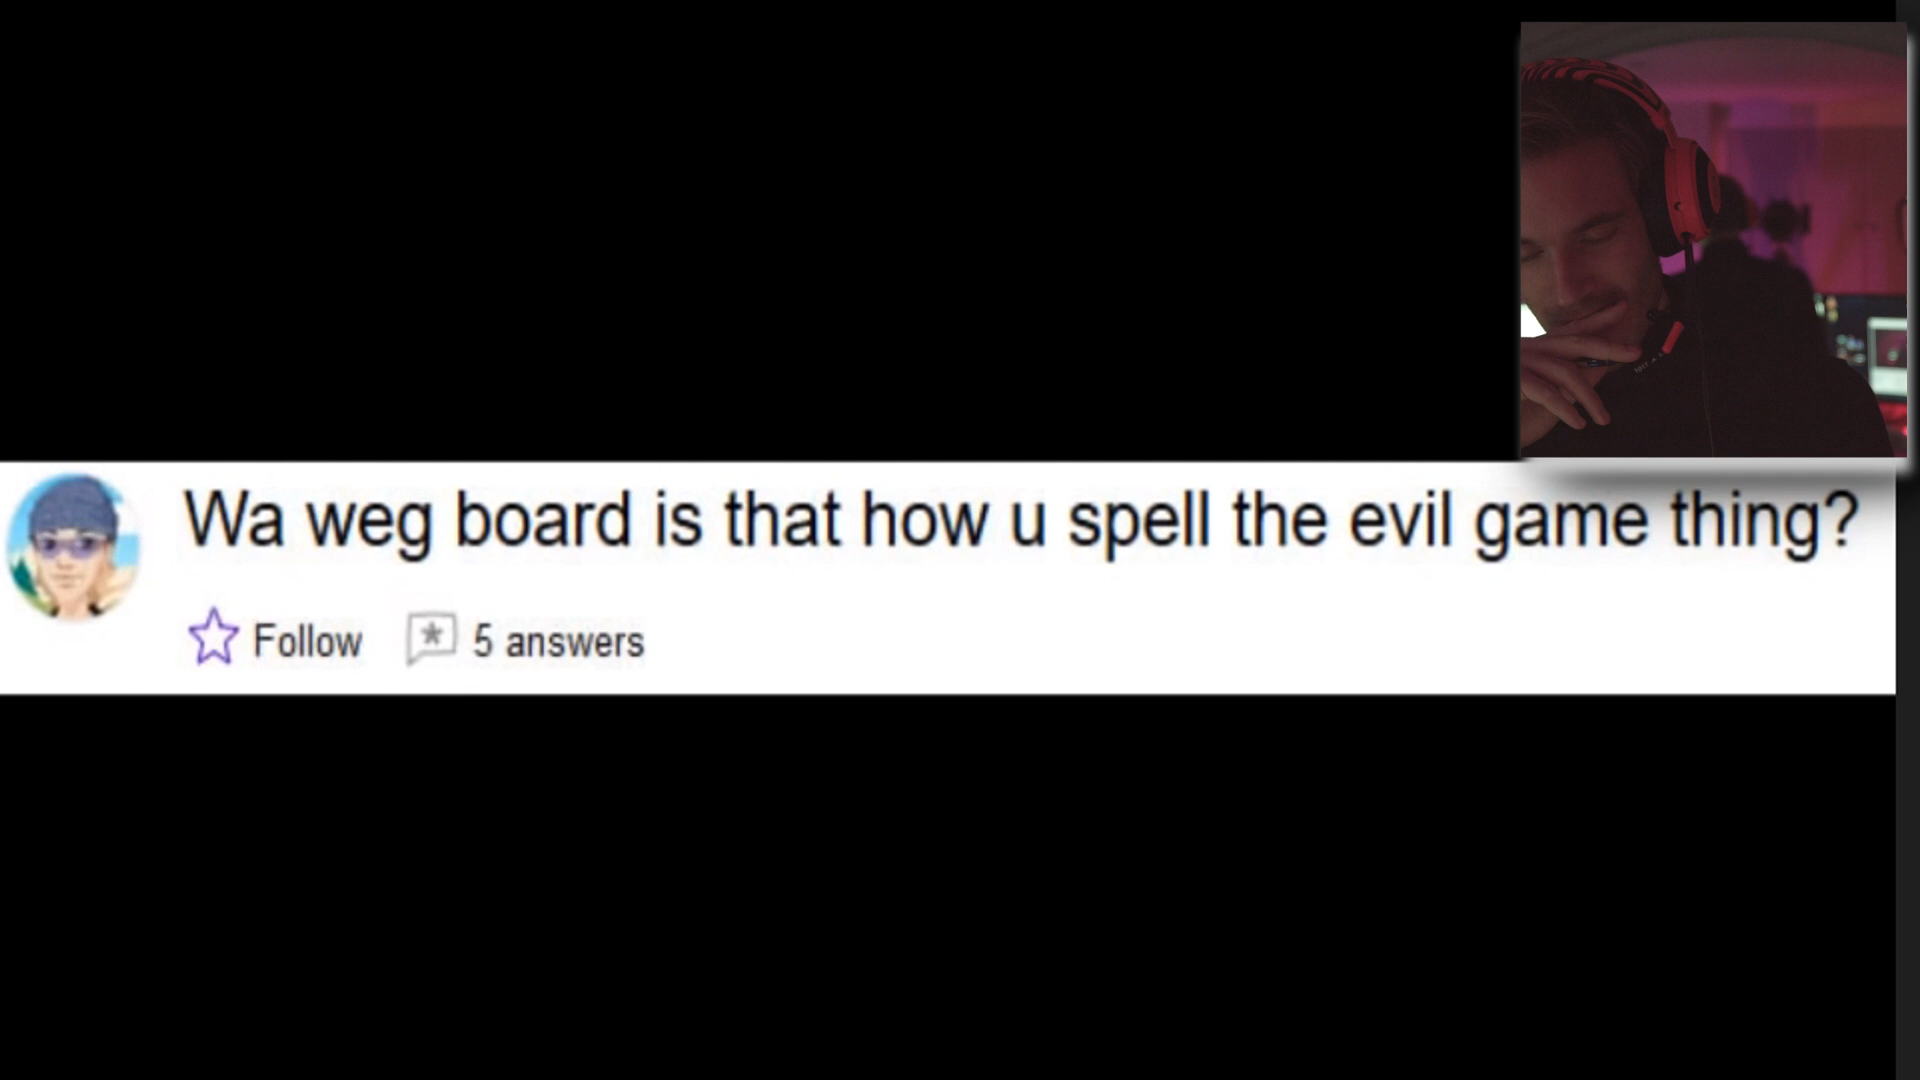 Wa weg board is that how u spell the evil game thing?
Follow 5 answers